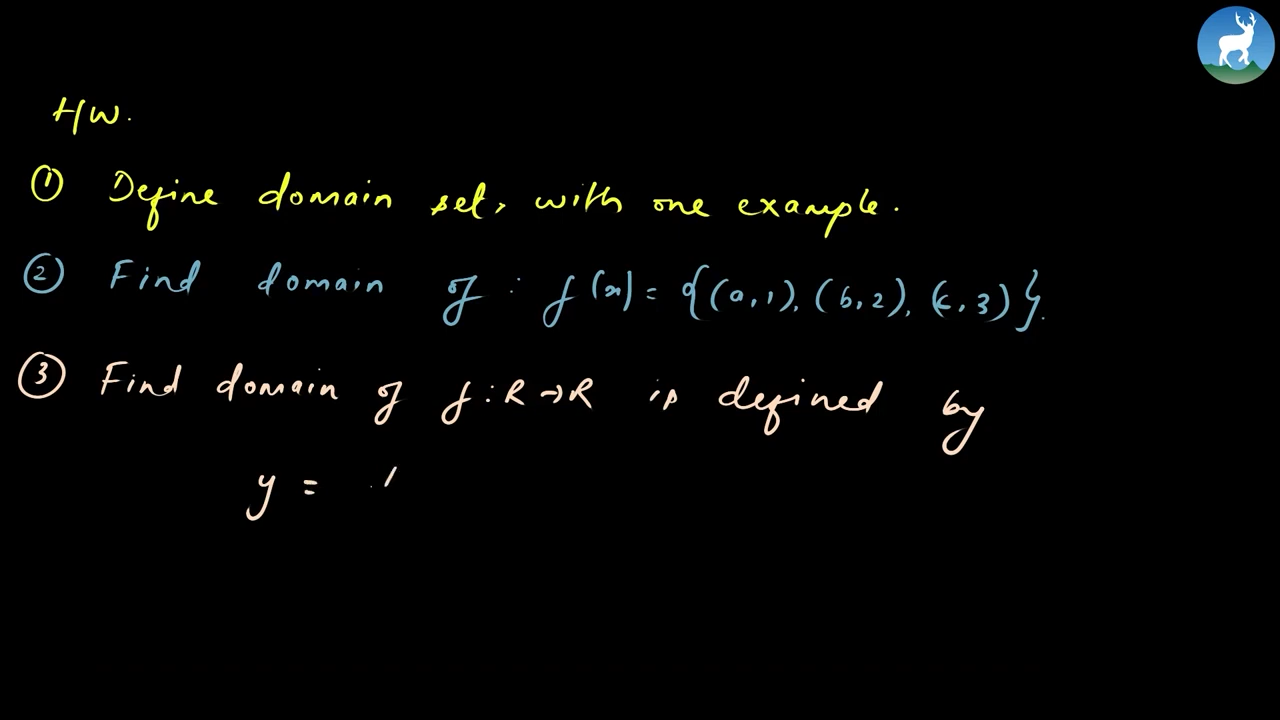 H/W.
① Define domain set, with one example.
② Find domain of : f(x) = {(a,1), (b,2), (c,3)}.
③ Find domain of f : R → R is defined by
y =